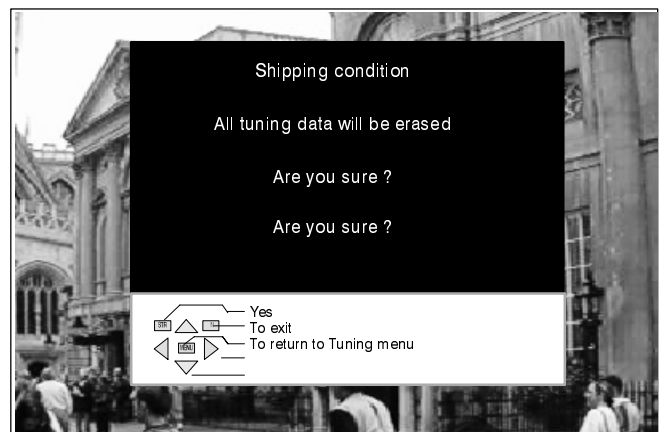 Shipping condition
All tuning data will be erased
Are you sure ?
Are you sure ?
STR
Yes
To exit
MENU
To return to Tuning menu